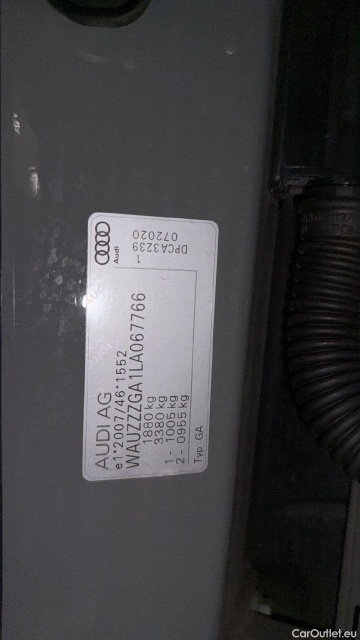 AUDI AG
e1*2007/46*1552
WAUZZZGA1LA067766
1880 kg
3380 kg
1 - 1005 kg
2 - 0955 kg
Typ GA
Audi
1
072020
DPCA3239
CarOutlet.eu